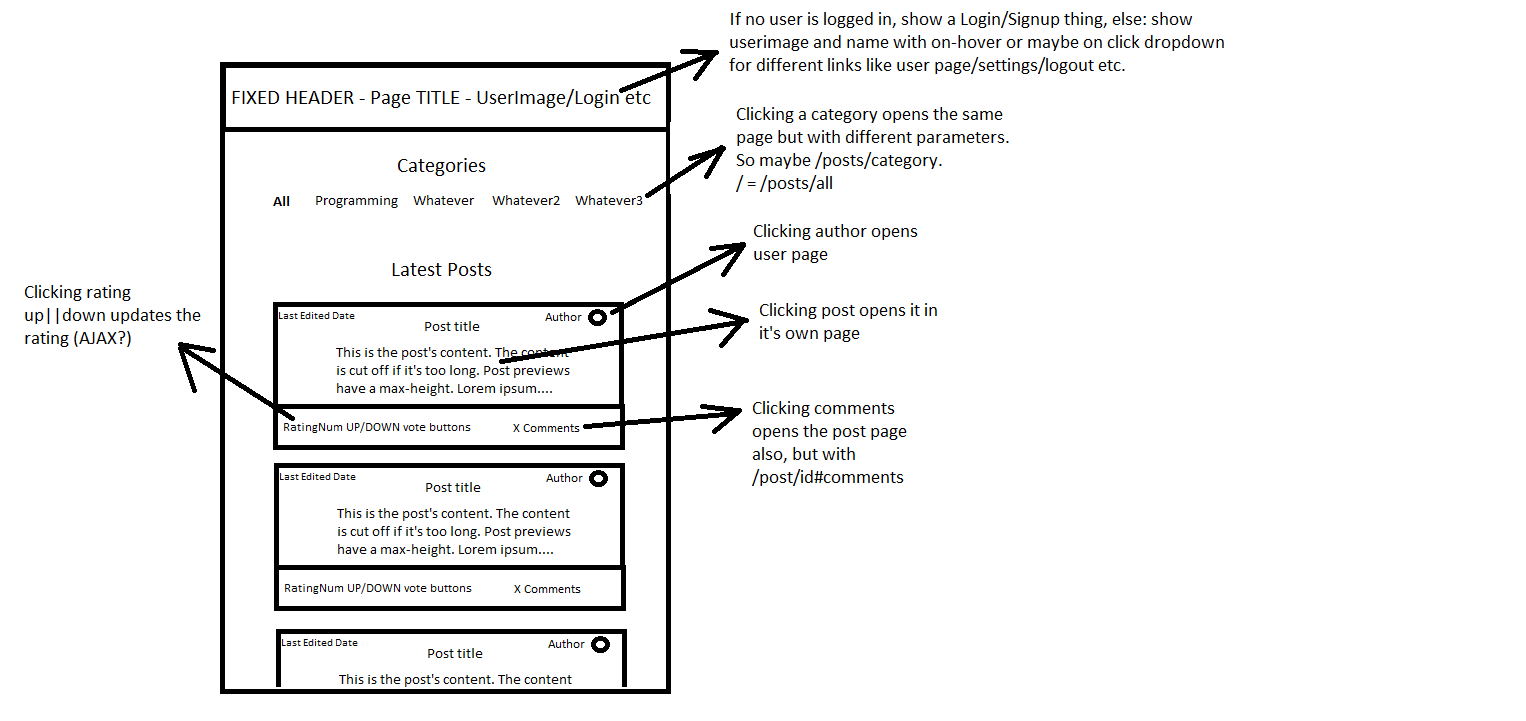 If no user is logged in, show a Login/Signup thing, else: show
userimage and name with on-hover or maybe on click dropdown
for different links like user page/settings/logout etc.
FIXED HEADER - Page TITLE - UserImage/Login etc
Clicking a category opens the same
page but with different parameters.
So maybe /posts/category.
/ = /posts/all
Categories
All Programming Whatever Whatever2 Whatever3
Clicking author opens
user page
Latest Posts
Clicking rating
up||down updates the
rating (AJAX?)
Last Edited Date
Author
Post title
This is the post's content. The content
is cut off if it's too long. Post previews
have a max-height. Lorem ipsum....
Clicking post opens it in
it's own page
RatingNum UP/DOWN vote buttons
X Comments
Clicking comments
opens the post page
also, but with
/post/id#comments
Last Edited Date
Author
Post title
This is the post's content. The content
is cut off if it's too long. Post previews
have a max-height. Lorem ipsum....
RatingNum UP/DOWN vote buttons
X Comments
Last Edited Date
Author
Post title
This is the post's content. The content